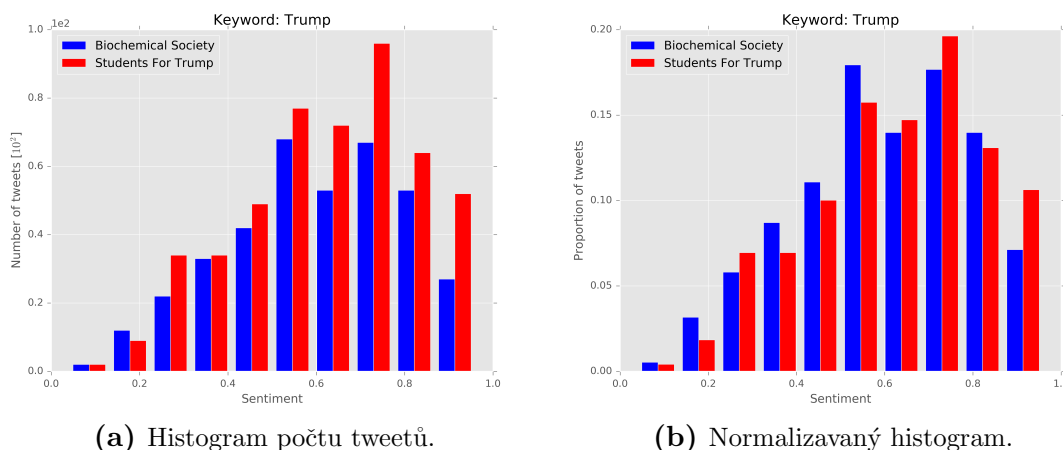 Keyword: Trump
1e2
1.0
0.8
0.6
0.4
0.2
0.0
Number of tweets [10²]
Biochemical Society
Students For Trump
0.0 0.2 0.4 0.6 0.8 1.0
Sentiment
(a) Histogram počtu tweetů.
Keyword: Trump
0.20
0.15
0.10
0.05
0.00
Proportion of tweets
Biochemical Society
Students For Trump
0.0 0.2 0.4 0.6 0.8 1.
Sentiment
(b) Normalizavaný histogram.